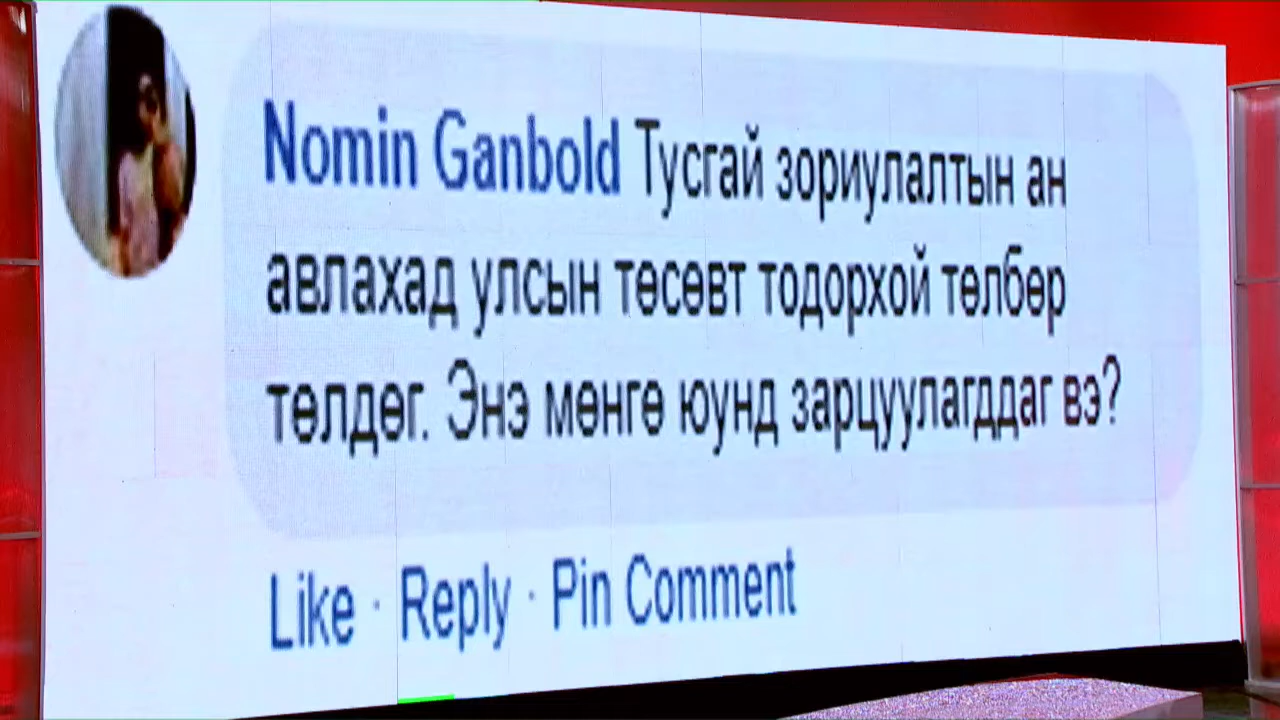 Nomin Ganbold Тусгай зориулалтын ан
авлахад улсын төсөвт тодорхой төлбөр
төлдөг. Энэ мөнгө юунд зарцуулагддаг вэ?
Like · Reply · Pin Comment